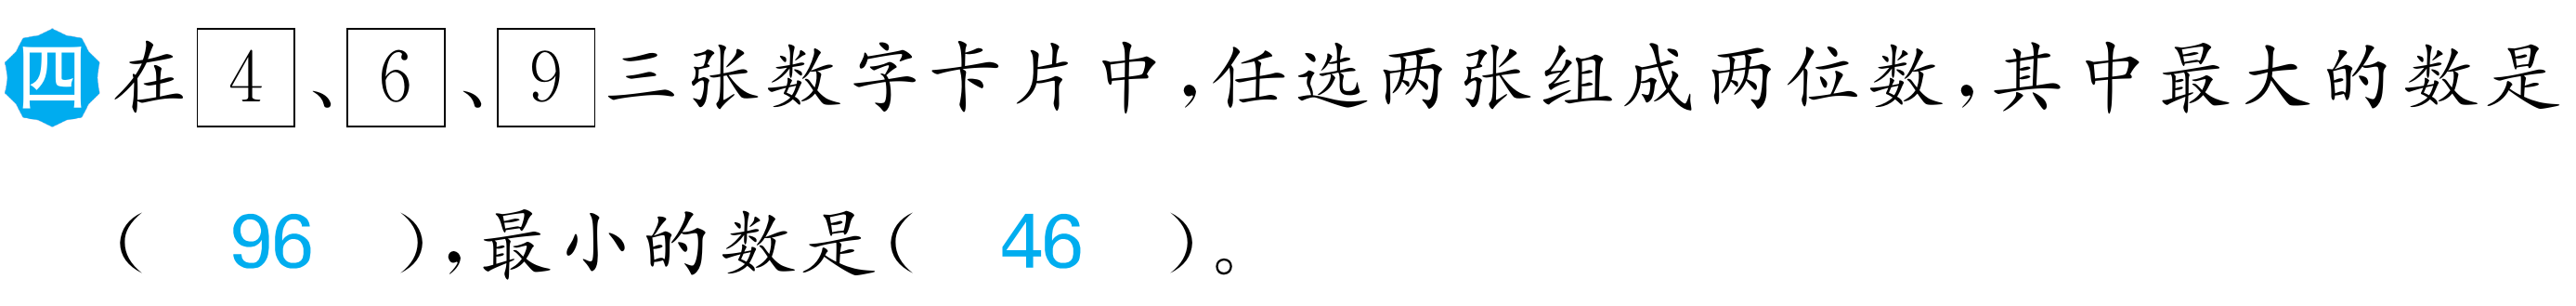 四 在 4、6、9 三张数字卡片中,任选两张组成两位数,其中最大的数是
( 96 ),最小的数是( 46 )。